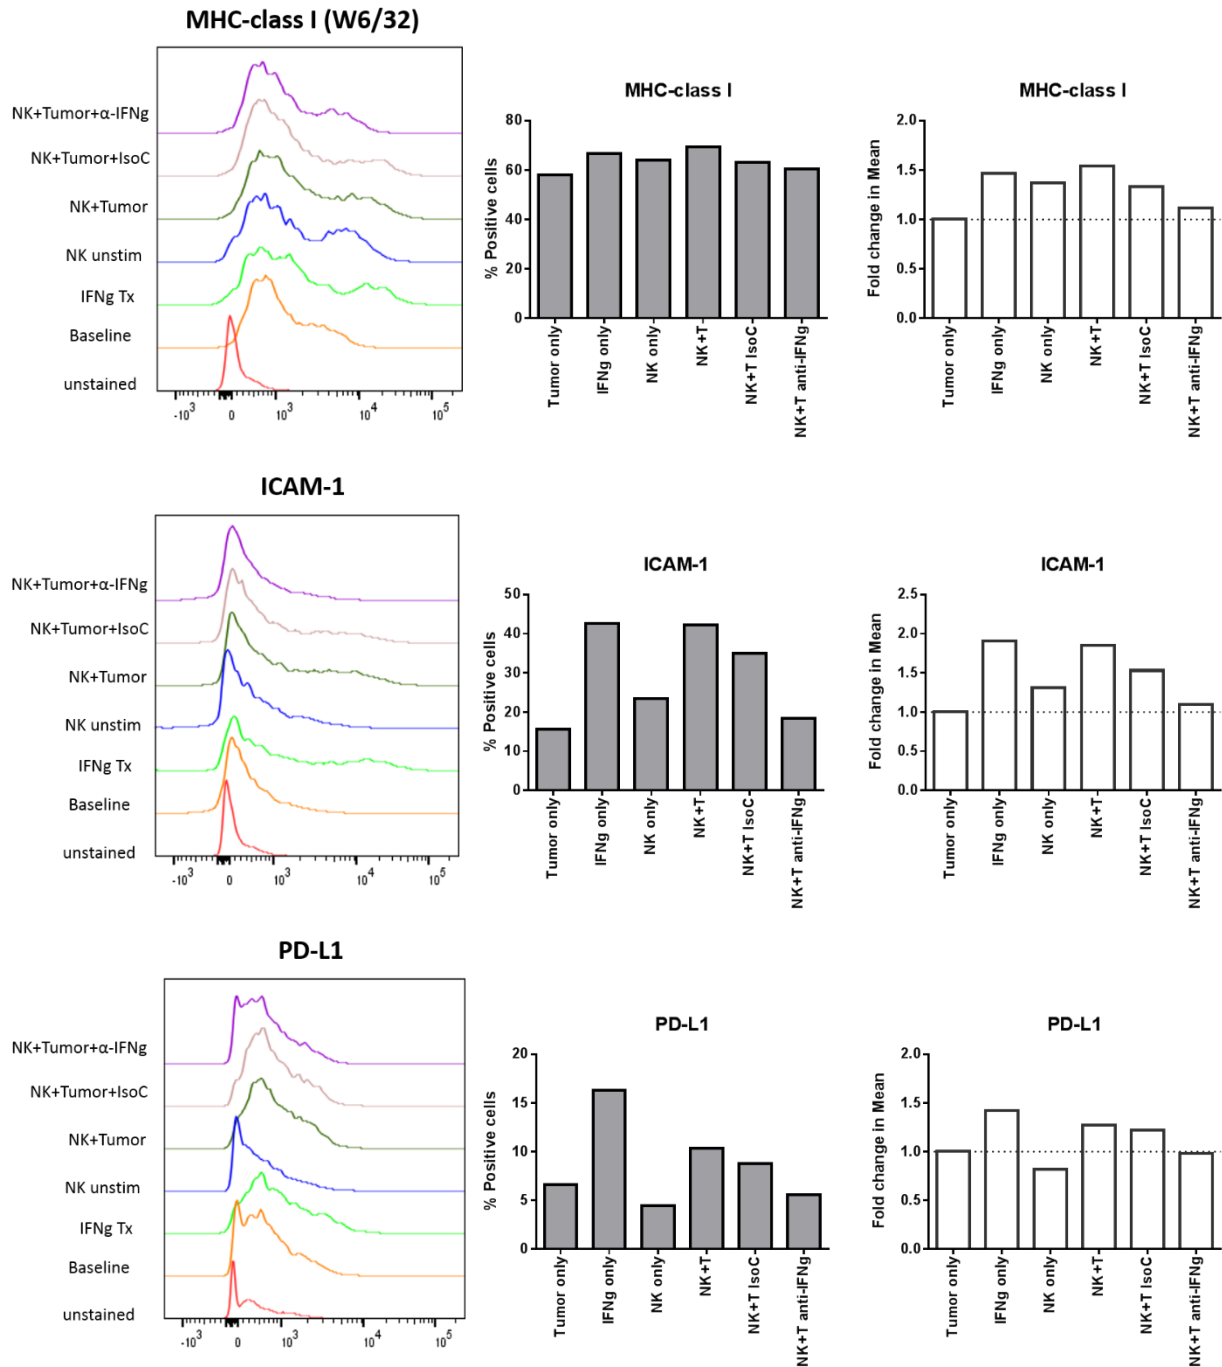 MHC-class I (W6/32)
NK+Tumor+α-IFNg
NK+Tumor+IsoC
NK+Tumor
NK unstim
IFNg Tx
Baseline
unstained
-10³ 0 10³ 10⁴ 10⁵
MHC-class I
% Positive cells
80
60
40
20
0
Tumor only
IFNg only
NK only
NK+T
NK+T IsoC
NK+T anti-IFNg
MHC-class I
Fold change in Mean
2.0
1.5
1.0
0.5
0.0
Tumor only
IFNg only
NK only
NK+T
NK+T IsoC
NK+T anti-IFNg
ICAM-1
NK+Tumor+α-IFNg
NK+Tumor+IsoC
NK+Tumor
NK unstim
IFNg Tx
Baseline
unstained
-10³ 0 10³ 10⁴ 10⁵
ICAM-1
% Positive cells
50
40
30
20
10
0
Tumor only
IFNg only
NK only
NK+T
NK+T IsoC
NK+T anti-IFNg
ICAM-1
Fold change in Mean
2.5
2.0
1.5
1.0
0.5
0.0
Tumor only
IFNg only
NK only
NK+T
NK+T IsoC
NK+T anti-IFNg
PD-L1
NK+Tumor+α-IFNg
NK+Tumor+IsoC
NK+Tumor
NK unstim
IFNg Tx
Baseline
unstained
-10³ 0 10³ 10⁴ 10⁵
PD-L1
% Positive cells
20
15
10
5
0
Tumor only
IFNg only
NK only
NK+T
NK+T IsoC
NK+T anti-IFNg
PD-L1
Fold change in Mean
2.0
1.5
1.0
0.5
0.0
Tumor only
IFNg only
NK only
NK+T
NK+T IsoC
NK+T anti-IFNg